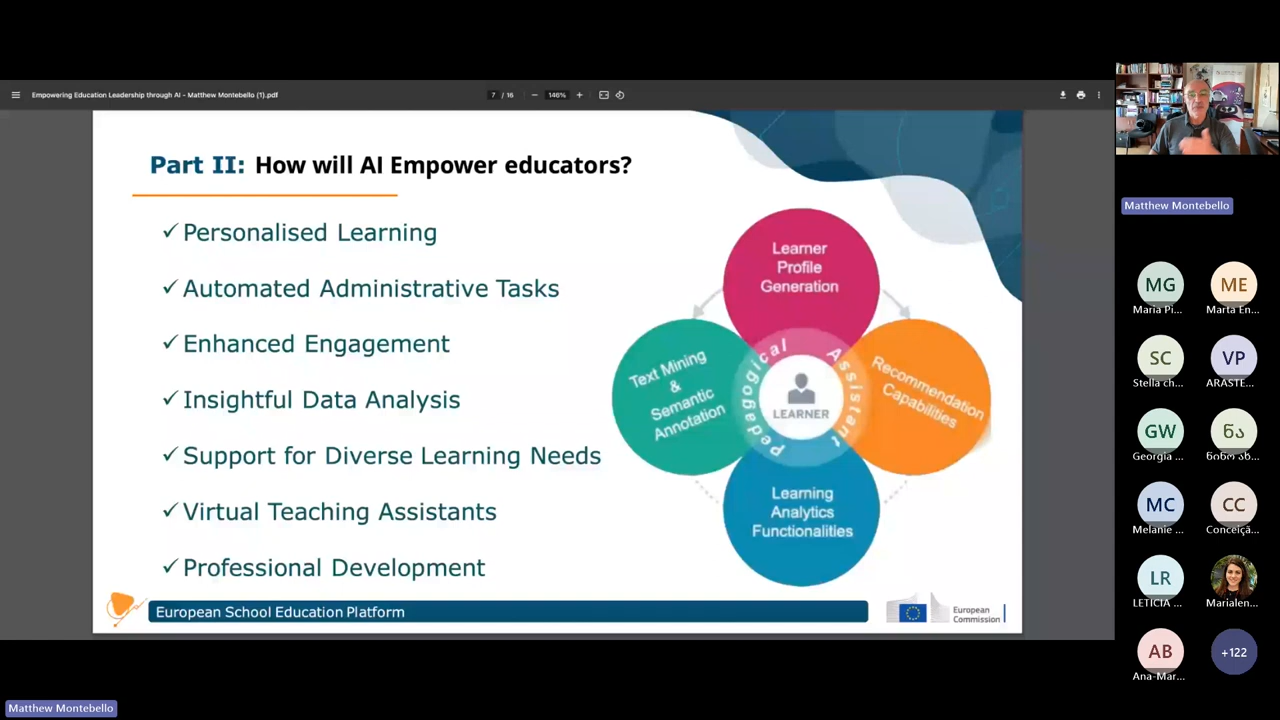 Empowering Education Leadership through AI - Matthew Montebello (1).pdf
7 / 16
146%
Part II: How will AI Empower educators?
✓ Personalised Learning
✓ Automated Administrative Tasks
✓ Enhanced Engagement
✓ Insightful Data Analysis
✓ Support for Diverse Learning Needs
✓ Virtual Teaching Assistants
✓ Professional Development
Learner
Profile
Generation
Text Mining
&
Semantic
Annotation
Pedagogical Assistant
LEARNER
Recommendation
Capabilities
Learning
Analytics
Functionalities
European School Education Platform
European
Commission
Matthew Montebello
MG
Maria Pi...
ME
Marta En...
SC
Stella ch...
VP
ARASTE...
GW
Georgia ...
ნა
ნინო ან...
MC
Melanie ...
CC
Conceiçã...
LR
LETICIA ...
Marialen...
AB
Ana-Mar...
+122
Matthew Montebello